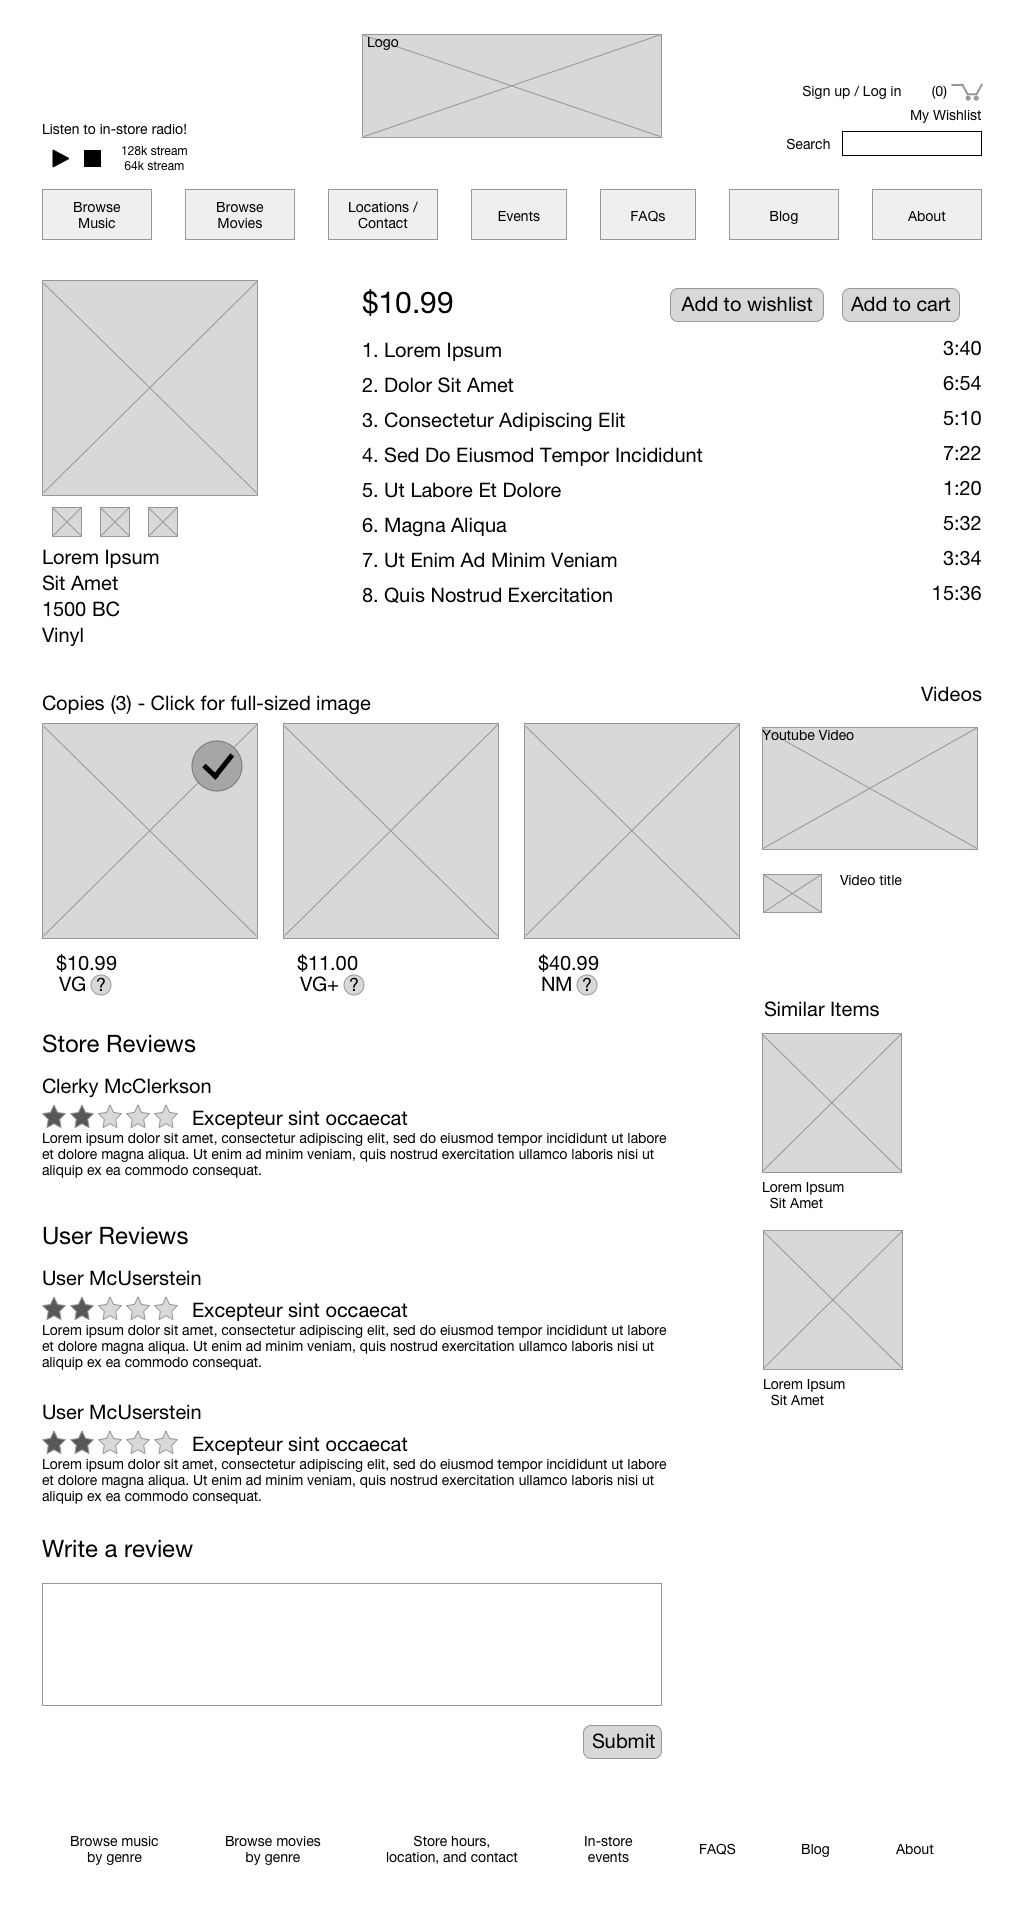 Logo
Sign up / Log in (0)
My Wishlist
Listen to in-store radio!
Search
128k stream
64k stream
Browse
Music
Browse
Movies
Locations /
Contact
Events
FAQs
Blog
About
$10.99
Add to wishlist
Add to cart
1. Lorem Ipsum 3:40
2. Dolor Sit Amet 6:54
3. Consectetur Adipiscing Elit 5:10
4. Sed Do Eiusmod Tempor Incididunt 7:22
5. Ut Labore Et Dolore 1:20
6. Magna Aliqua 5:32
7. Ut Enim Ad Minim Veniam 3:34
8. Quis Nostrud Exercitation 15:36
Lorem Ipsum
Sit Amet
1500 BC
Vinyl
Copies (3) - Click for full-sized image
$10.99
VG ?
$11.00
VG+ ?
$40.99
NM ?
Videos
Youtube Video
Video title
Similar Items
Lorem Ipsum
Sit Amet
Lorem Ipsum
Sit Amet
Store Reviews
Clerky McClerkson
Excepteur sint occaecat
Lorem ipsum dolor sit amet, consectetur adipiscing elit, sed do eiusmod tempor incididunt ut labore
et dolore magna aliqua. Ut enim ad minim veniam, quis nostrud exercitation ullamco laboris nisi ut
aliquip ex ea commodo consequat.
User Reviews
User McUserstein
Excepteur sint occaecat
Lorem ipsum dolor sit amet, consectetur adipiscing elit, sed do eiusmod tempor incididunt ut labore
et dolore magna aliqua. Ut enim ad minim veniam, quis nostrud exercitation ullamco laboris nisi ut
aliquip ex ea commodo consequat.
User McUserstein
Excepteur sint occaecat
Lorem ipsum dolor sit amet, consectetur adipiscing elit, sed do eiusmod tempor incididunt ut labore
et dolore magna aliqua. Ut enim ad minim veniam, quis nostrud exercitation ullamco laboris nisi ut
aliquip ex ea commodo consequat.
Write a review
Submit
Browse music
by genre
Browse movies
by genre
Store hours,
location, and contact
In-store
events
FAQS
Blog
About